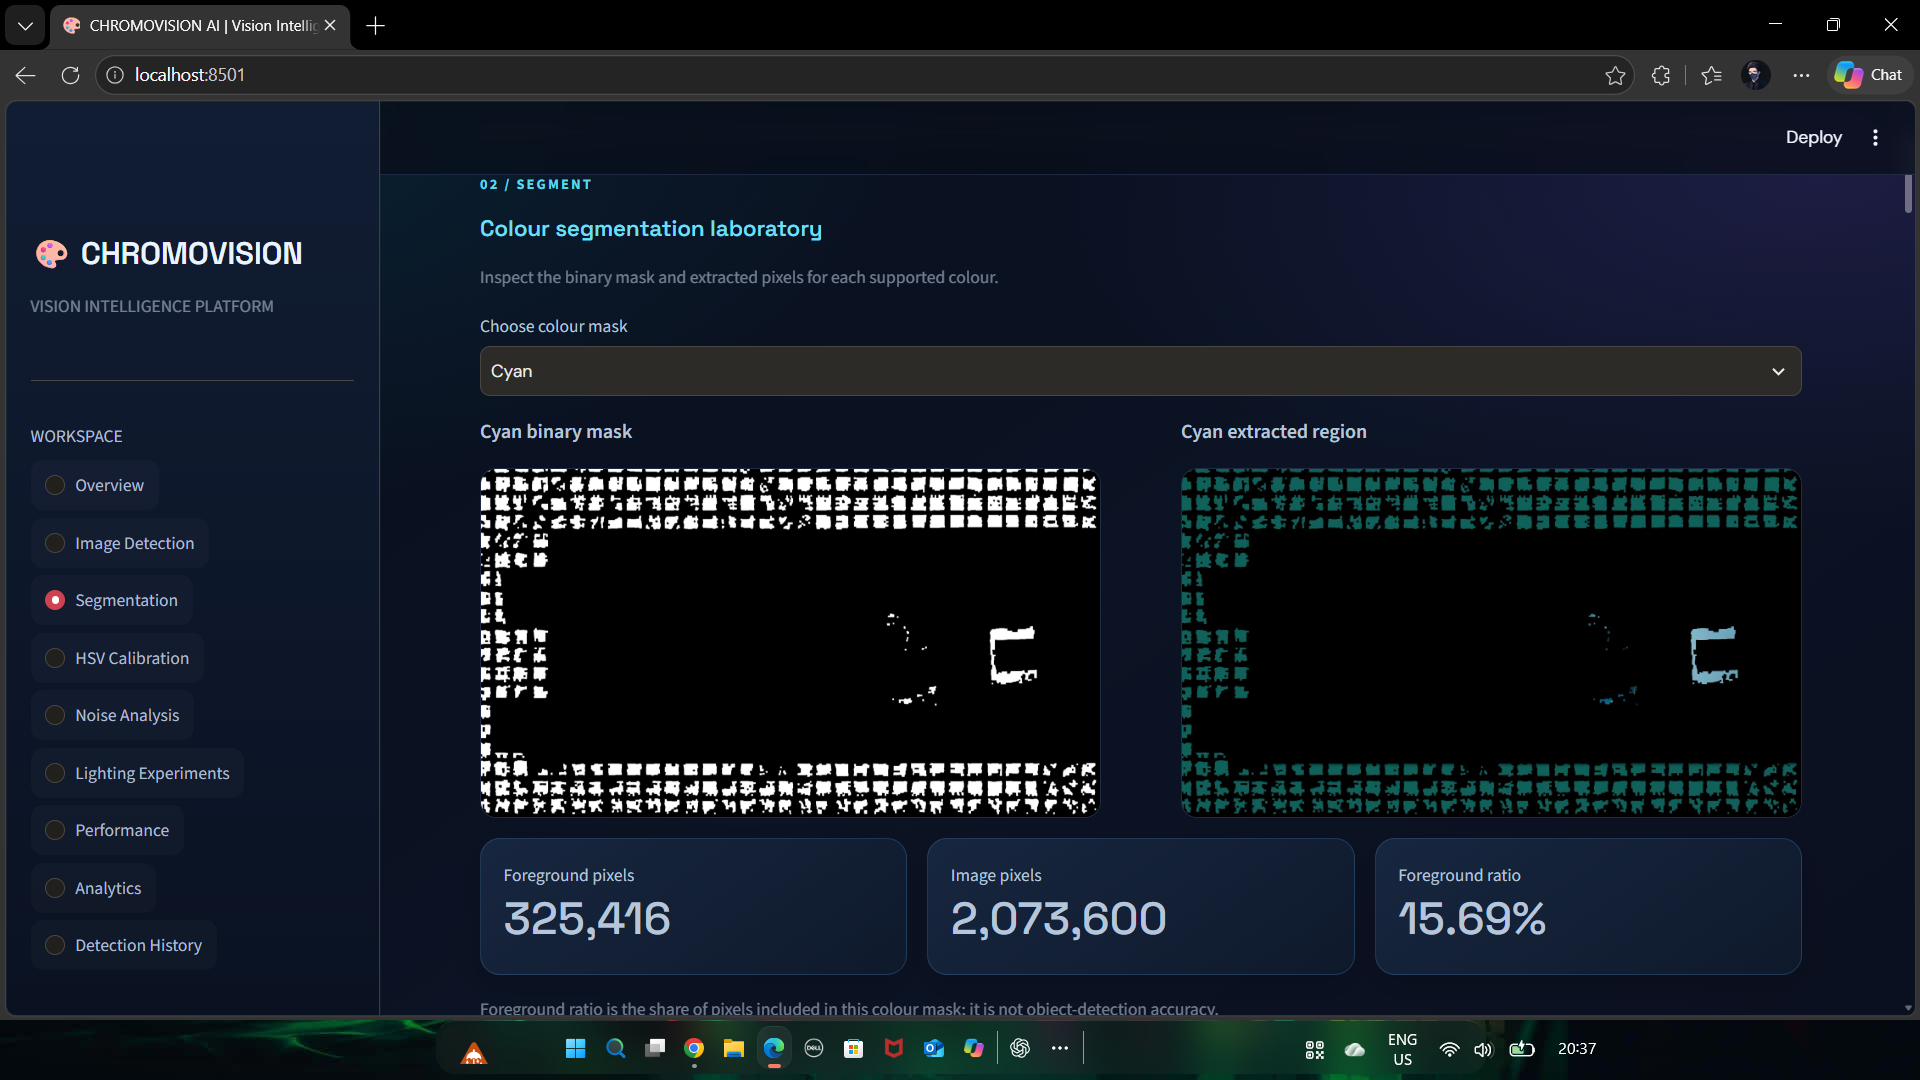 CHROMOVISION AI | Vision Intellig
localhost:8501
Chat
Deploy
CHROMOVISION
VISION INTELLIGENCE PLATFORM
WORKSPACE
Overview
Image Detection
Segmentation
HSV Calibration
Noise Analysis
Lighting Experiments
Performance
Analytics
Detection History
02 / SEGMENT
Colour segmentation laboratory
Inspect the binary mask and extracted pixels for each supported colour.
Choose colour mask
Cyan
Cyan binary mask
Cyan extracted region
Foreground pixels
325,416
Image pixels
2,073,600
Foreground ratio
15.69%
Foreground ratio is the share of pixels included in this colour mask; it is not object-detection accuracy.
DELL
ENG
US
20:37